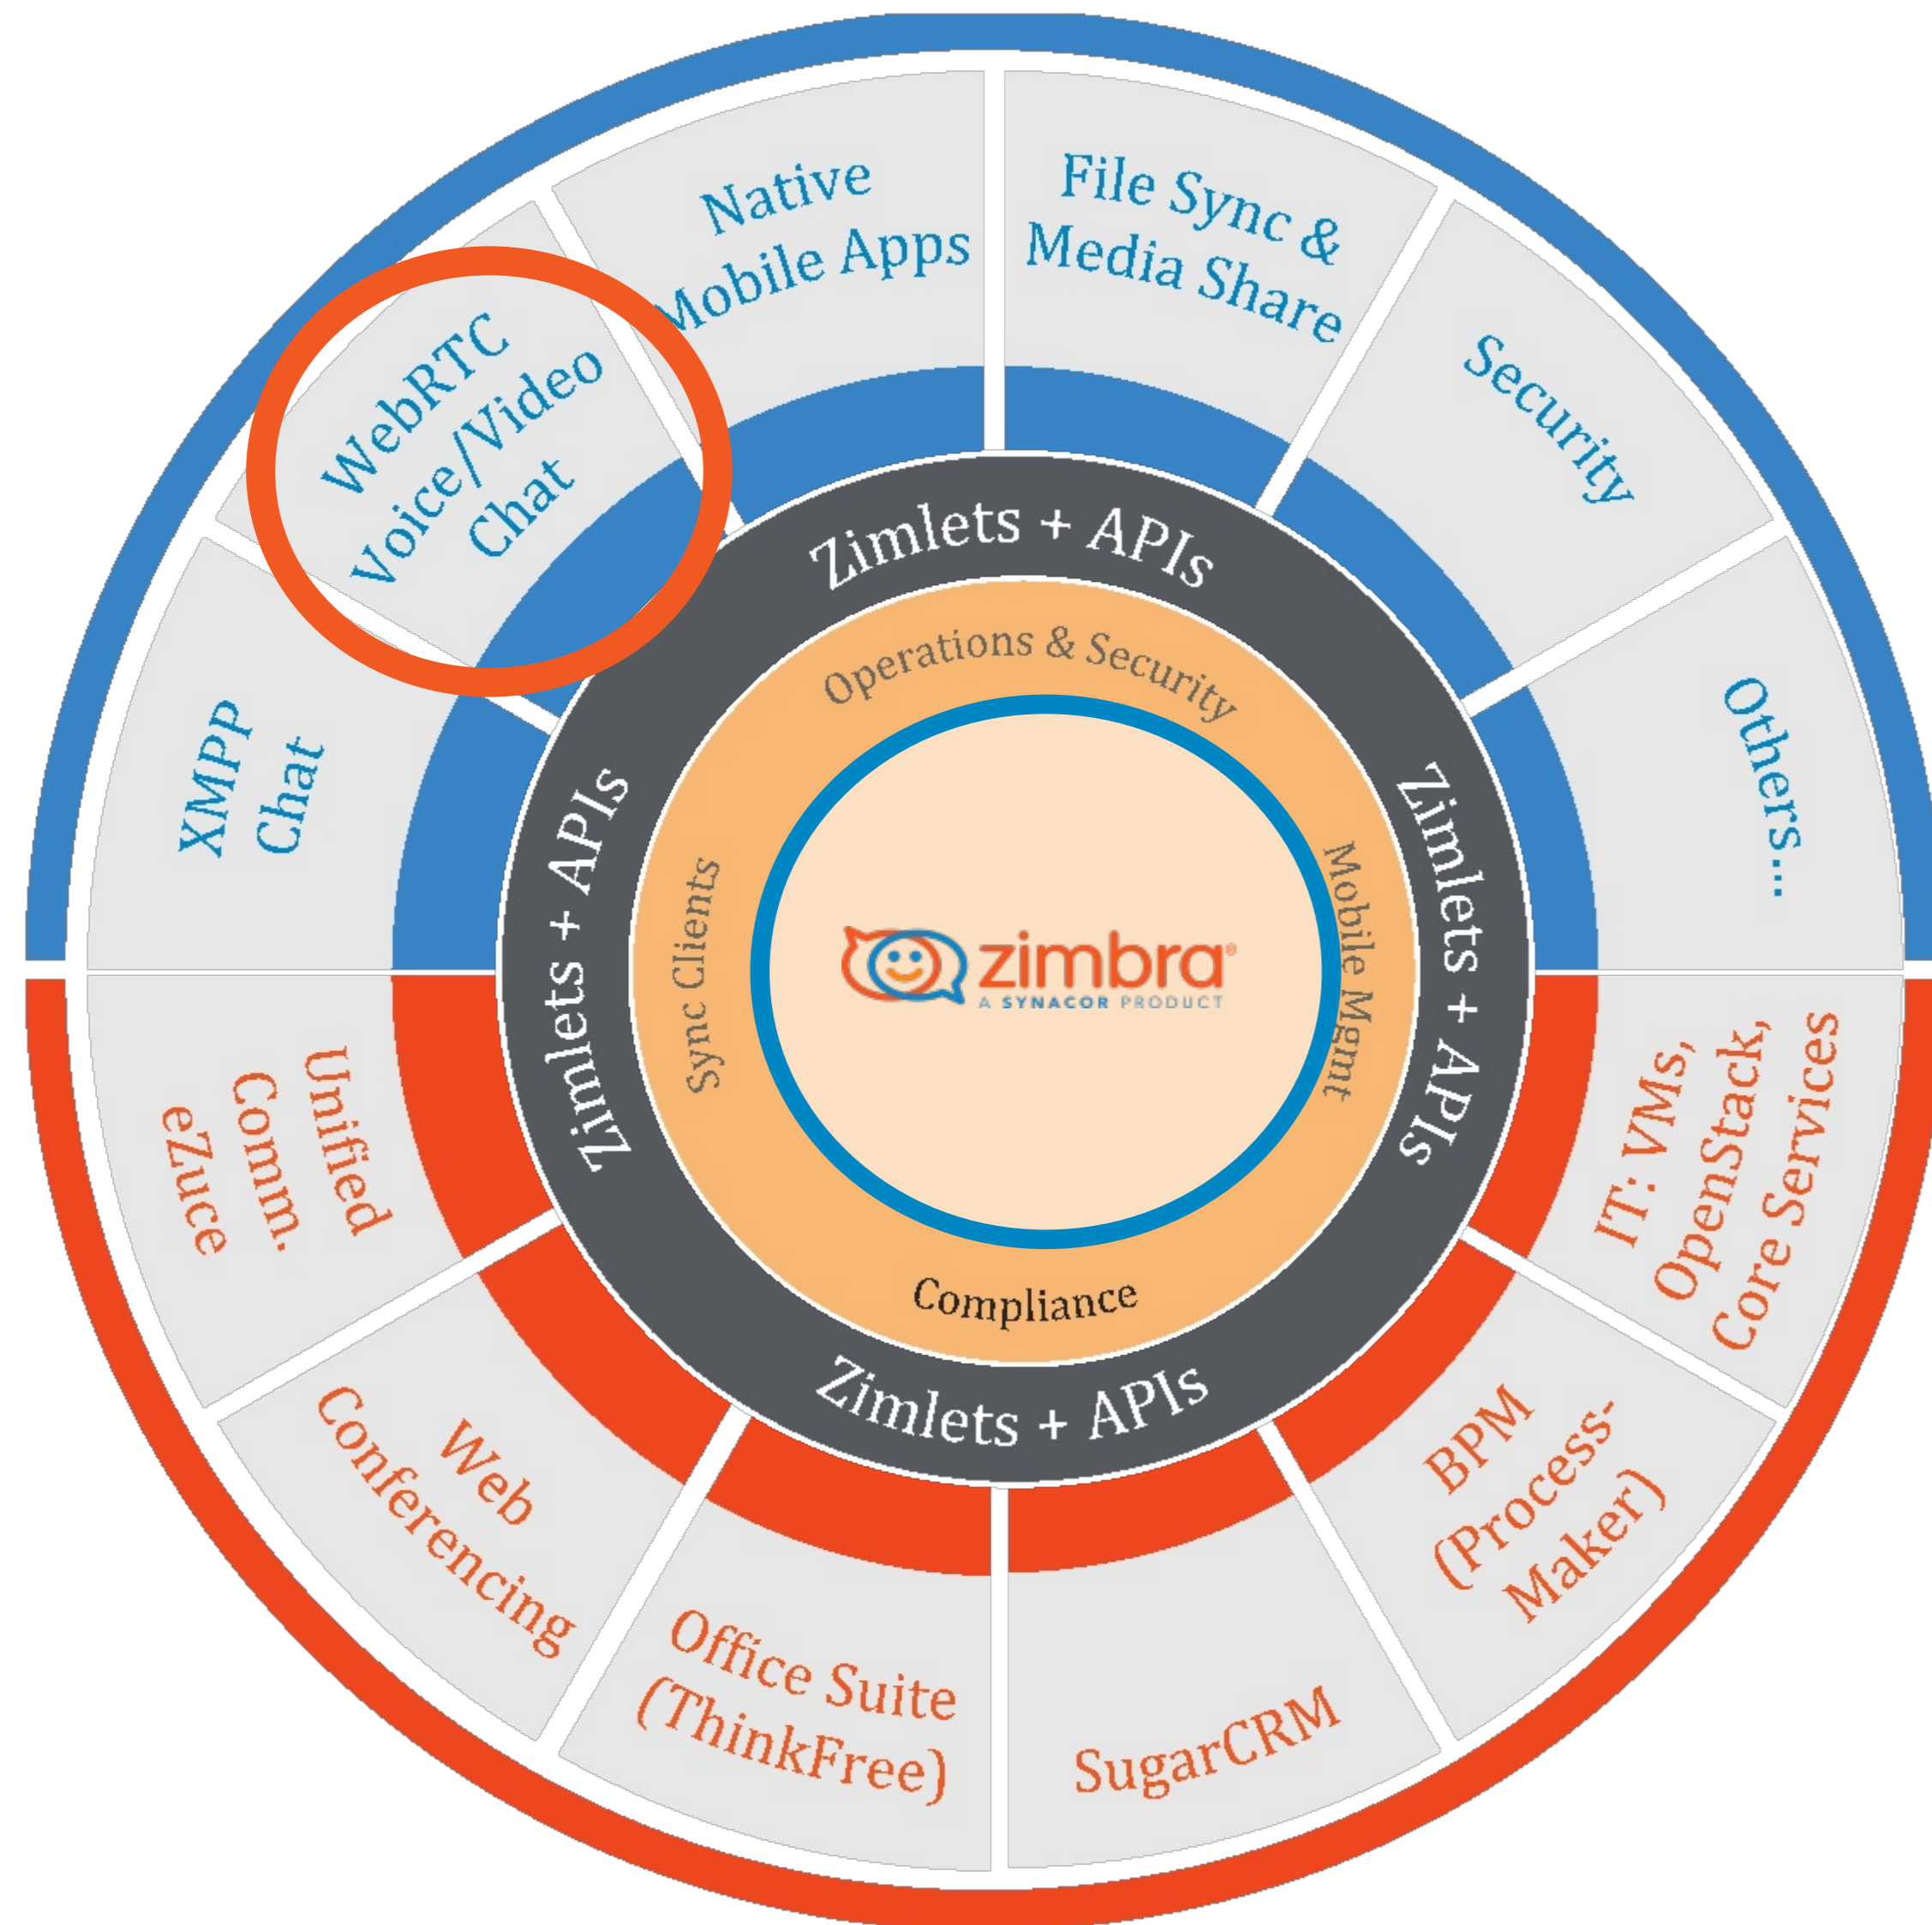 Native
Mobile Apps
File Sync &
Media Share
Security
Others...
WebRTC
Voice/Video
Chat
XMPP
Chat
Zimlets + APIs
Zimlets + APIs
Zimlets + APIs
Zimlets + APIs
Operations & Security
Mobile Mgmt
Sync Clients
Compliance
zimbra®
A SYNACOR PRODUCT
IT: VMs,
OpenStack,
Core Services
BPM
(Process-
Maker)
SugarCRM
Office Suite
(ThinkFree)
Web
Conferencing
Unified
Comm.
eZuce